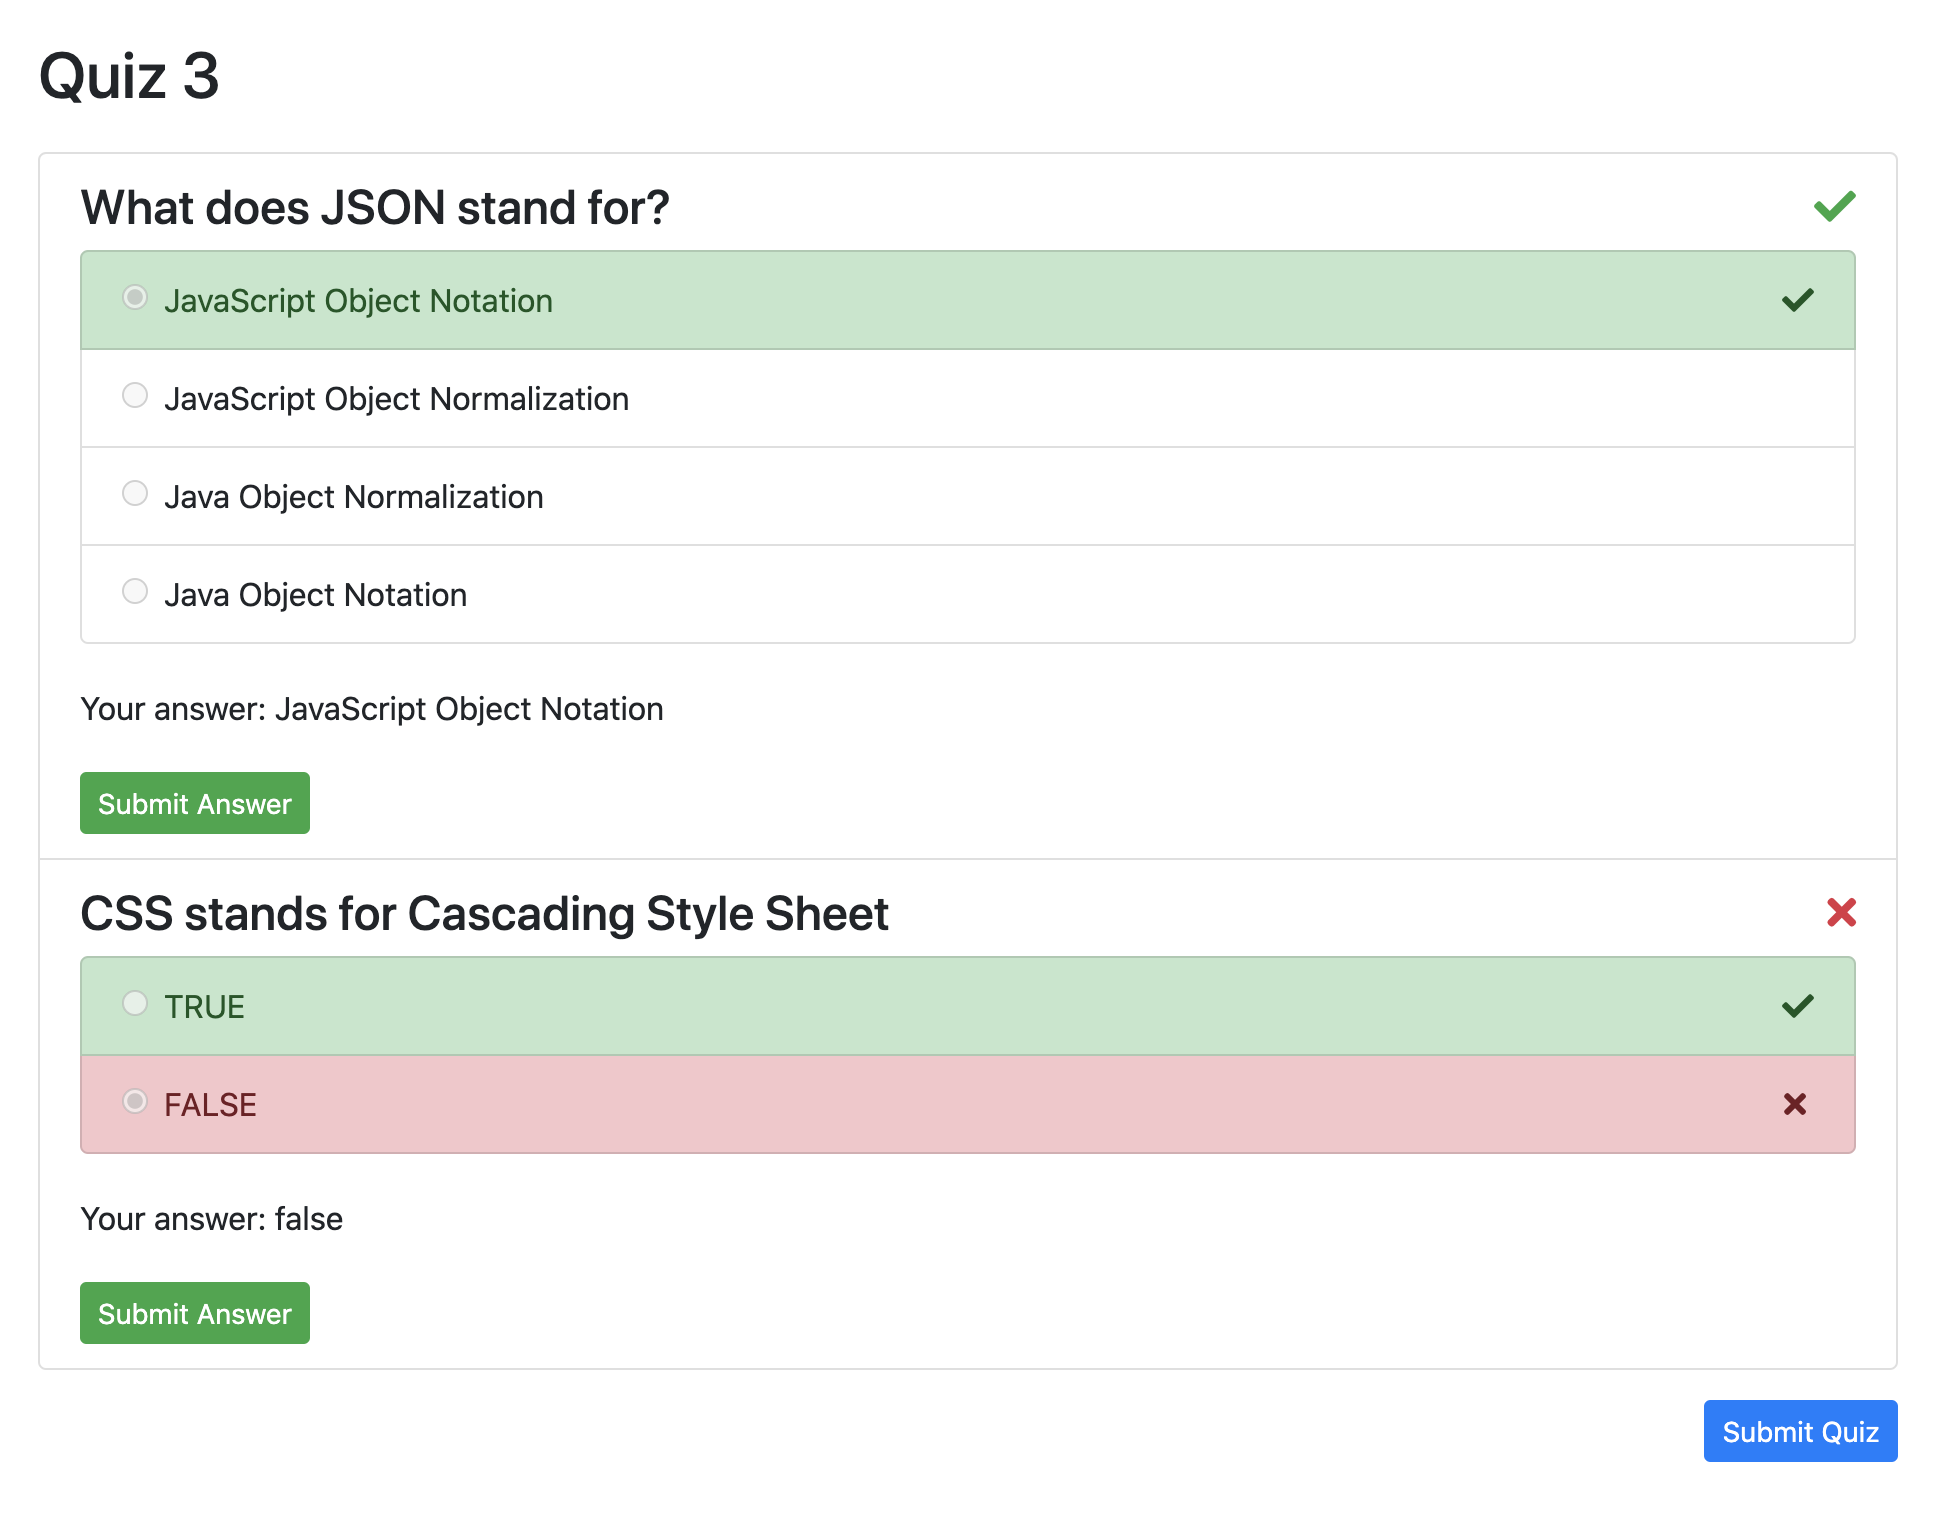 Quiz 3
What does JSON stand for?
JavaScript Object Notation
JavaScript Object Normalization
Java Object Normalization
Java Object Notation
Your answer: JavaScript Object Notation
Submit Answer
CSS stands for Cascading Style Sheet
TRUE
FALSE
Your answer: false
Submit Answer
Submit Quiz